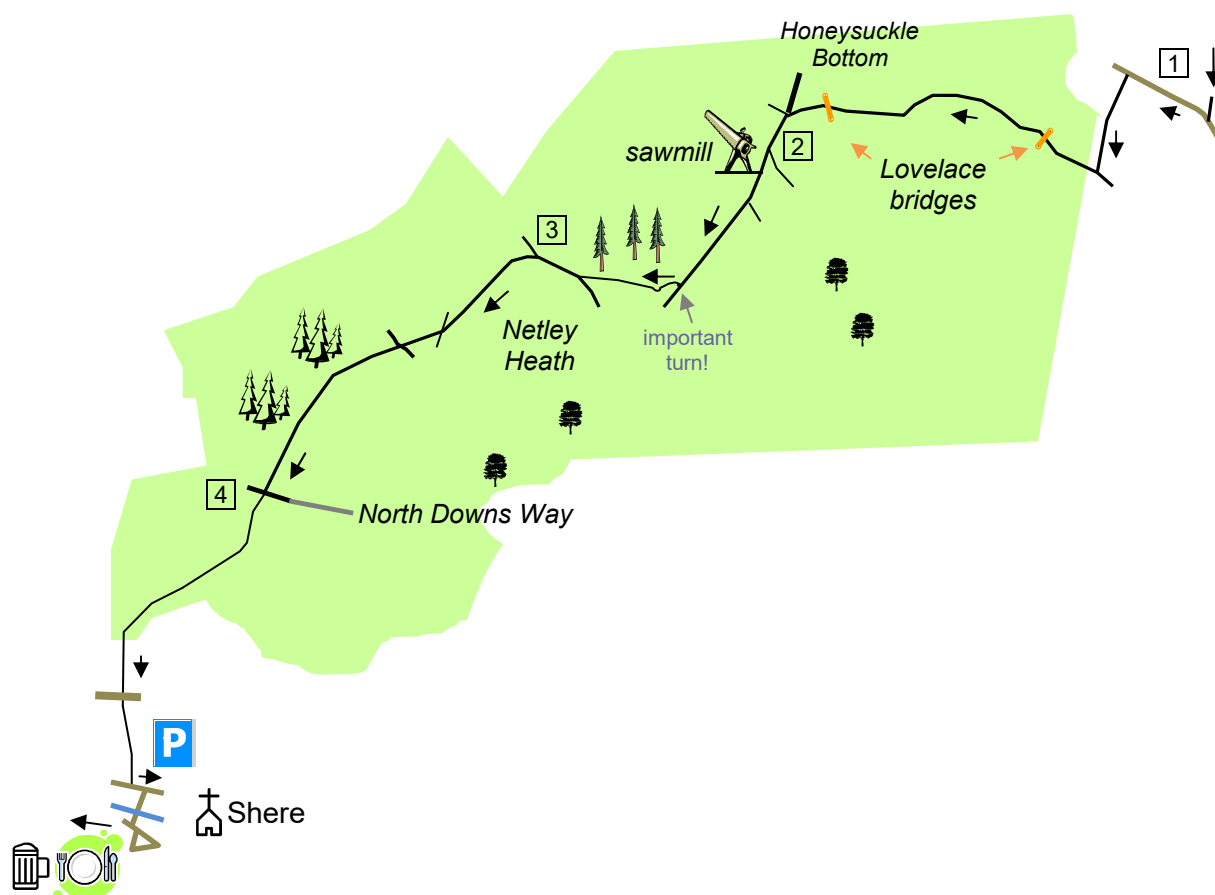 Honeysuckle
Bottom
1
sawmill
2
Lovelace
bridges
3
Netley
Heath
important
turn!
4
North Downs Way
P
Shere